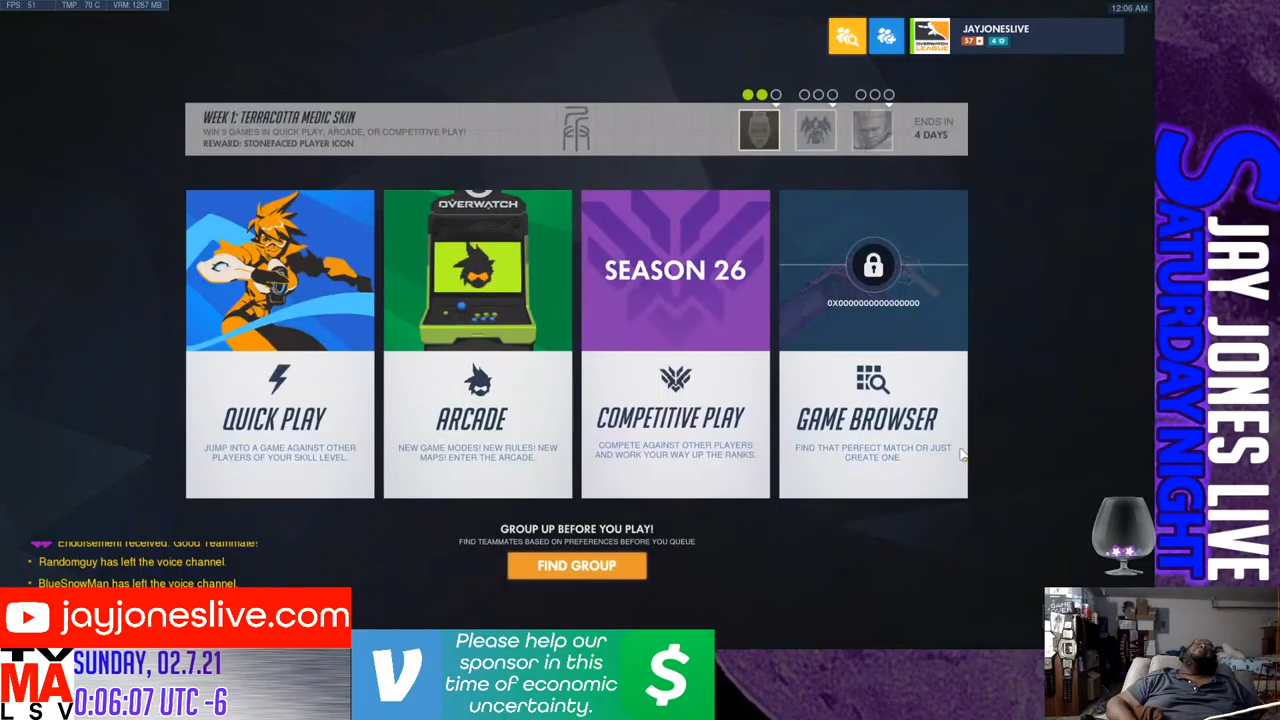 FPS: 51 TMP: 70 C VRM: 1267 MB
12:06 AM
JAYJONESLIVE
57 4
WEEK 1: TERRACOTTA MEDIC SKIN
WIN 9 GAMES IN QUICK PLAY, ARCADE, OR COMPETITIVE PLAY!
REWARD: STONEFACED PLAYER ICON
ENDS IN
4 DAYS
OVERWATCH
SEASON 26
0X0000000000000000
QUICK PLAY
JUMP INTO A GAME AGAINST OTHER
PLAYERS OF YOUR SKILL LEVEL.
ARCADE
NEW GAME MODES! NEW RULES! NEW
MAPS! ENTER THE ARCADE.
COMPETITIVE PLAY
COMPETE AGAINST OTHER PLAYERS
AND WORK YOUR WAY UP THE RANKS.
GAME BROWSER
FIND THAT PERFECT MATCH OR JUST
CREATE ONE.
GROUP UP BEFORE YOU PLAY!
FIND TEAMMATES BASED ON PREFERENCES BEFORE YOU QUEUE
FIND GROUP
Endorsement received: Good Teammate!
• Randomguy has left the voice channel.
• BlueSnowMan has left the voice channel.
jayjoneslive.com
TV
MA
L S V
SUNDAY, 02.7.21
0:06:07 UTC -6
Please help our
sponsor in this
time of economic
uncertainty.
$
JAY JONES LIVE
SATURDAY NIGHT